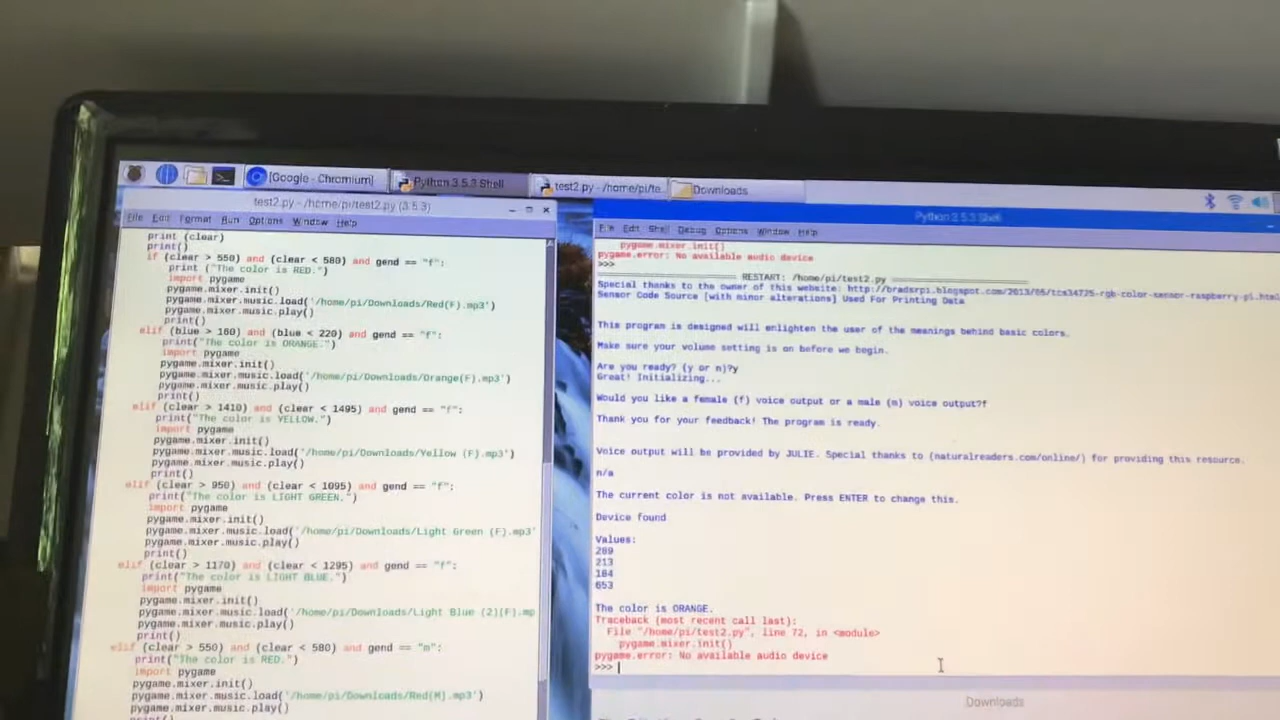 [Google - Chromium]
Python 3.5.3 Shell
test2.py - /home/pi/te...
Downloads
test2.py - /home/pi/test2.py (3.5.3)
File Edit Format Run Options Window Help
print (clear)
print()
if (clear > 550) and (clear < 580) and gend == "f":
print ("The color is RED.")
import pygame
pygame.mixer.init()
pygame.mixer.music.load('/home/pi/Downloads/Red(F).mp3')
pygame.mixer.music.play()
print()
elif (blue > 180) and (blue < 220) and gend == "f":
print("The color is ORANGE.")
import pygame
pygame.mixer.init()
pygame.mixer.music.load('/home/pi/Downloads/Orange(F).mp3')
pygame.mixer.music.play()
print()
elif (clear > 1410) and (clear < 1495) and gend == "f":
print("The color is YELLOW.")
import pygame
pygame.mixer.init()
pygame.mixer.music.load('/home/pi/Downloads/Yellow (F).mp3')
pygame.mixer.music.play()
print()
elif (clear > 950) and (clear < 1095) and gend == "f":
print("The color is LIGHT GREEN.")
import pygame
pygame.mixer.init()
pygame.mixer.music.load('/home/pi/Downloads/Light Green (F).mp3'
pygame.mixer.music.play()
print()
elif (clear > 1170) and (clear < 1295) and gend == "f":
print("The color is LIGHT BLUE.")
import pygame
pygame.mixer.init()
pygame.mixer.music.load('/home/pi/Downloads/Light Blue (2)(F).mp
pygame.mixer.music.play()
print()
elif (clear > 550) and (clear < 580) and gend == "m":
print("The color is RED.")
import pygame
pygame.mixer.init()
pygame.mixer.music.load('/home/pi/Downloads/Red(M).mp3')
pygame.mixer.music.play()
Python 3.5.3 Shell
File Edit Shell Debug Options Window Help
pygame.mixer.init()
pygame.error: No available audio device
>>>
RESTART: /home/pi/test2.py
Special thanks to the owner of this website: http://bradsrpi.blogspot.com/2013/05/tcs34725-rgb-color-sensor-raspberry-pi.html
Sensor Code Source [with minor alterations] Used For Printing Data
This program is designed will enlighten the user of the meanings behind basic colors.
Make sure your volume setting is on before we begin.
Are you ready? (y or n)?y
Great! Initializing...
Would you like a female (f) voice output or a male (m) voice output?f
Thank you for your feedback! The program is ready.
Voice output will be provided by JULIE. Special thanks to (naturalreaders.com/online/) for providing this resource.
n/a
The current color is not available. Press ENTER to change this.
Device found
Values:
289
213
184
653
The color is ORANGE.
Traceback (most recent call last):
File "/home/pi/test2.py", line 72, in <module>
pygame.mixer.init()
pygame.error: No available audio device
>>>
Downloads